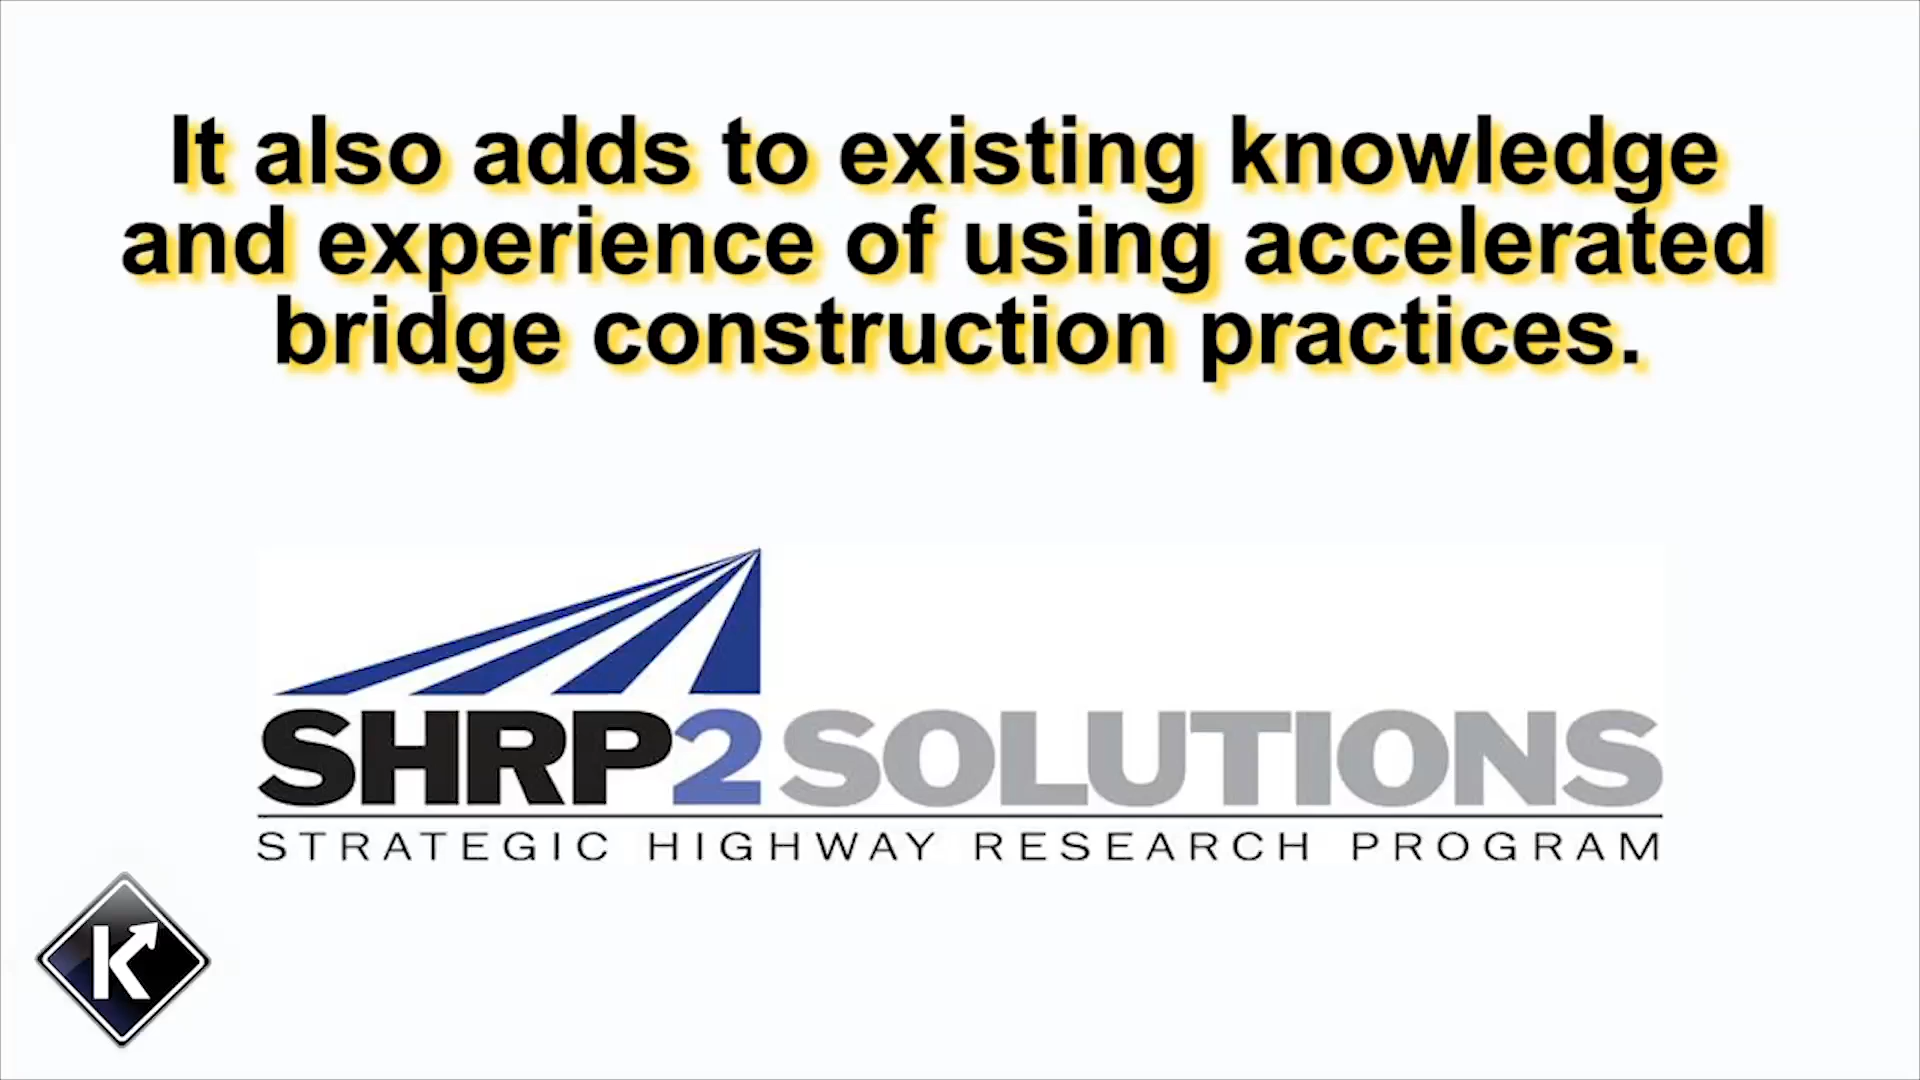 It also adds to existing knowledge
and experience of using accelerated
bridge construction practices.
SHRP2 SOLUTIONS
STRATEGIC HIGHWAY RESEARCH PROGRAM
K